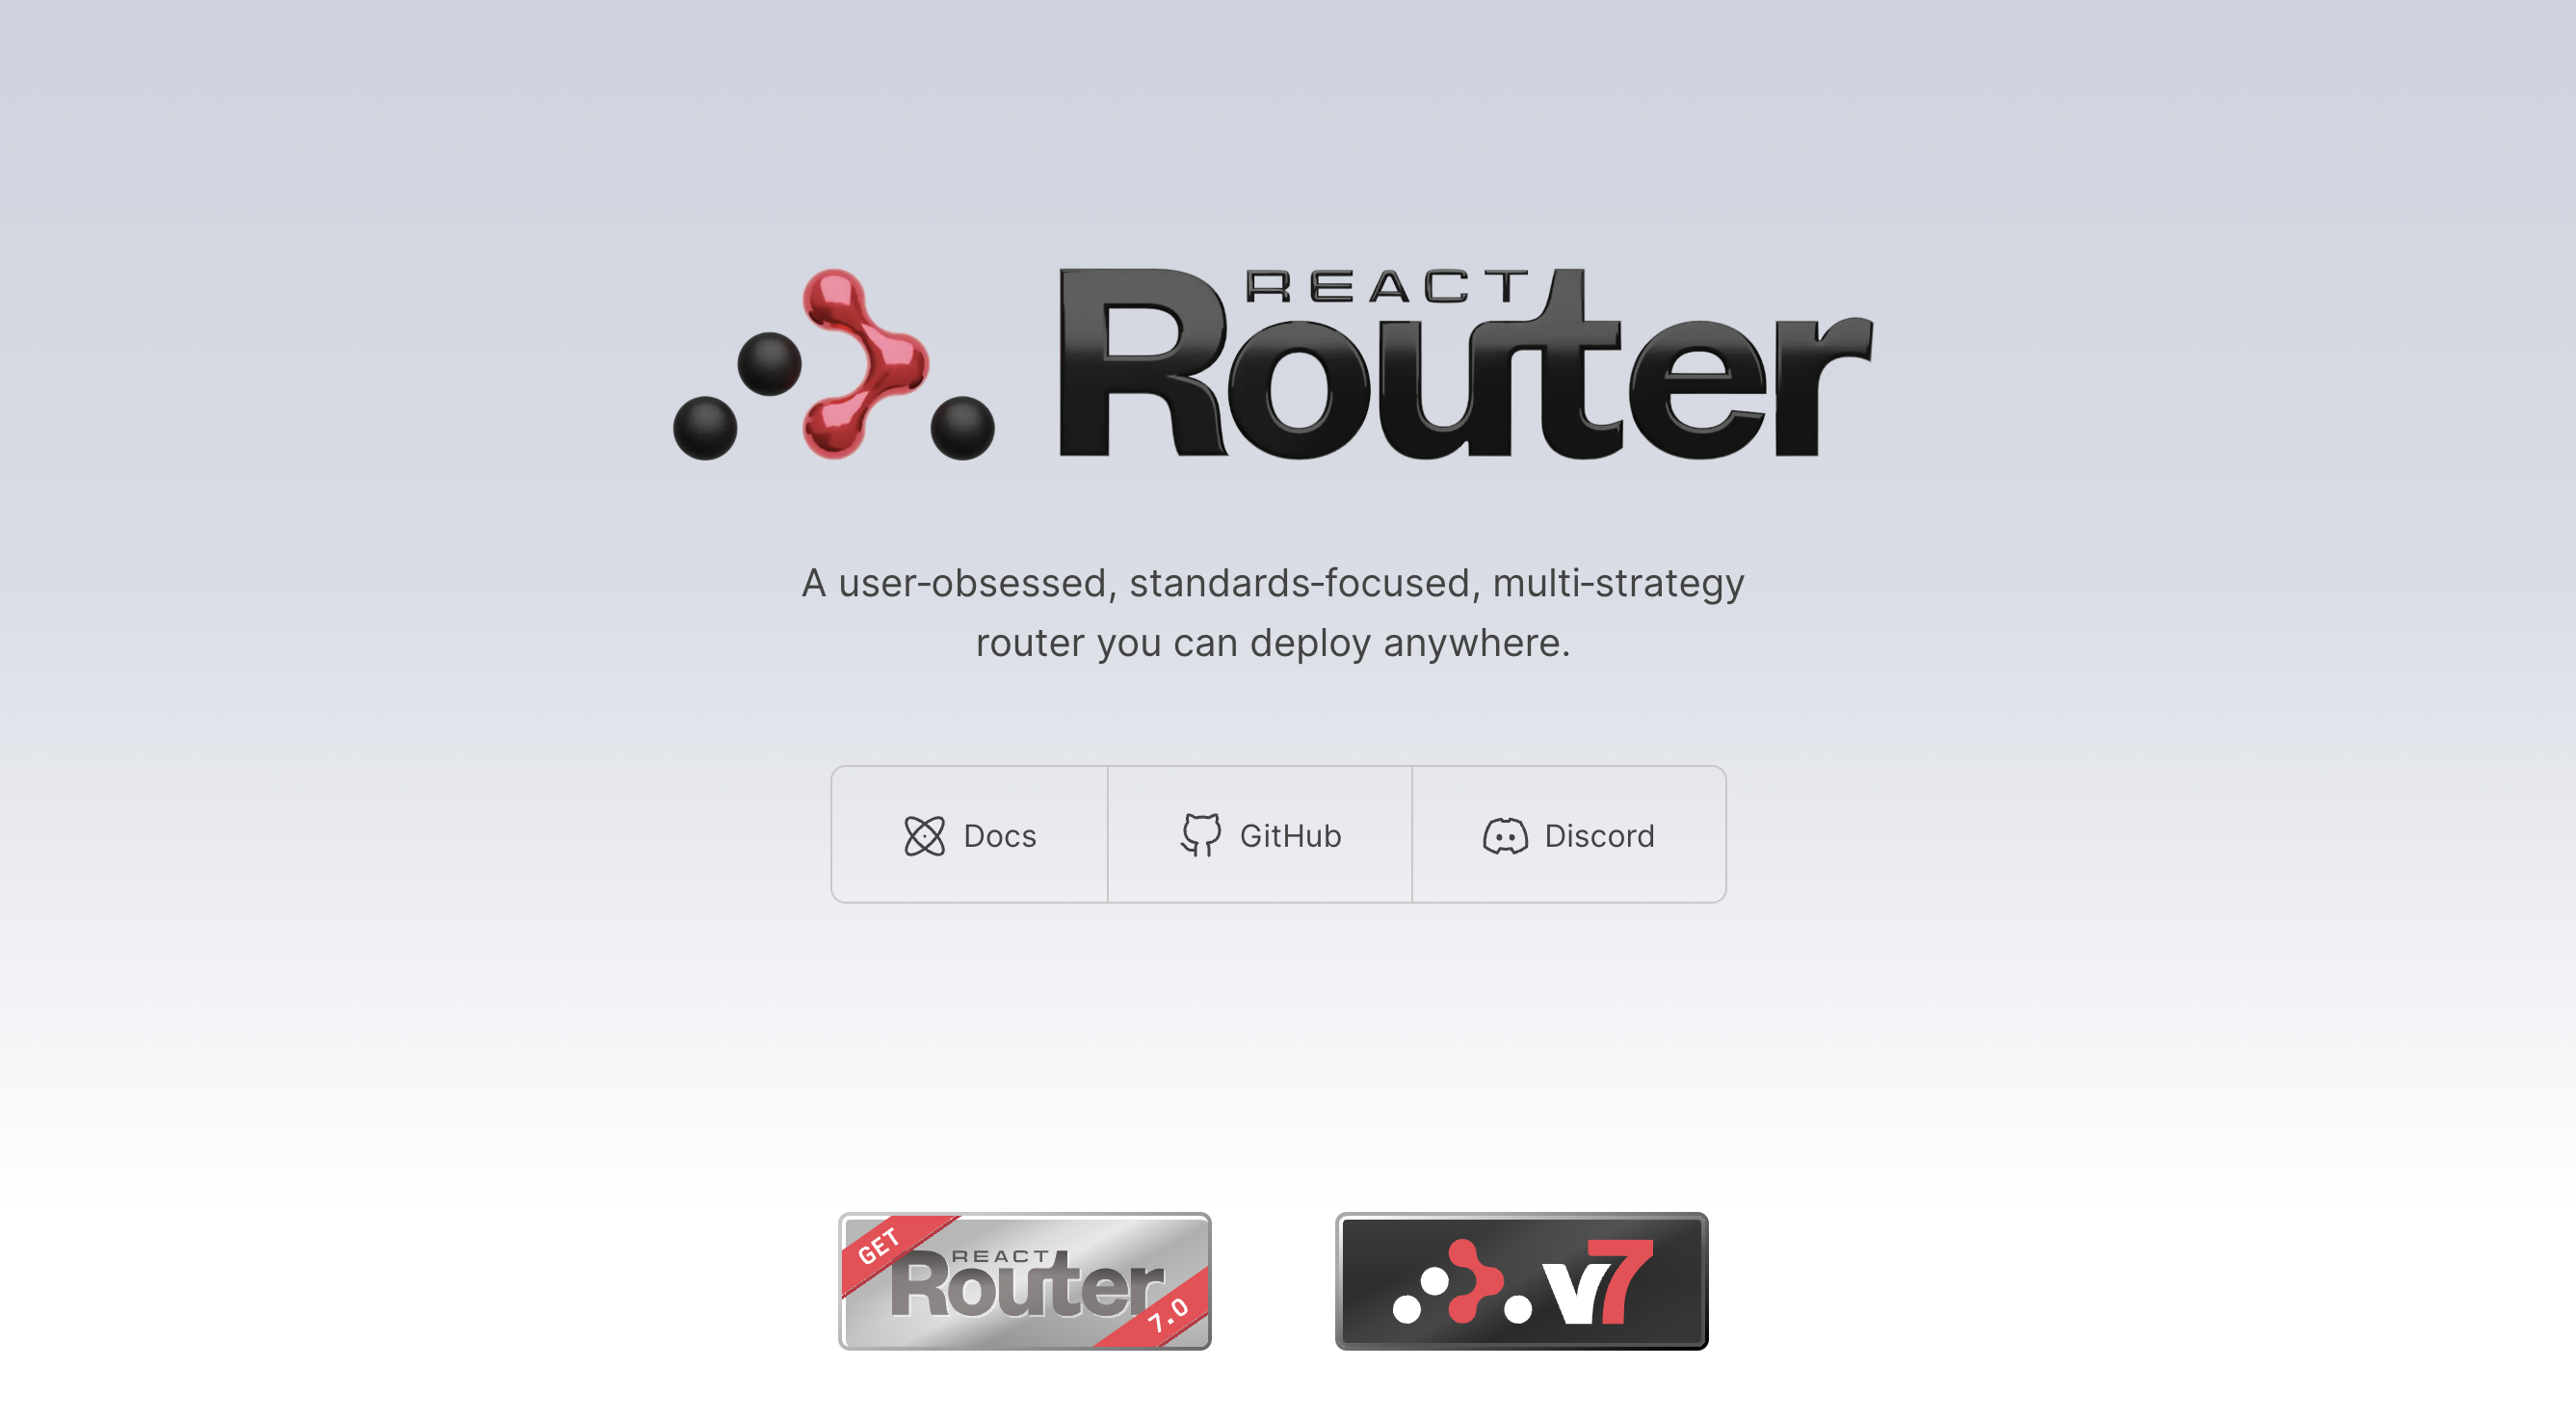 REACT
Router
A user-obsessed, standards-focused, multi-strategy
router you can deploy anywhere.
Docs
GitHub
Discord
GET
REACT
Router
7.0
v7